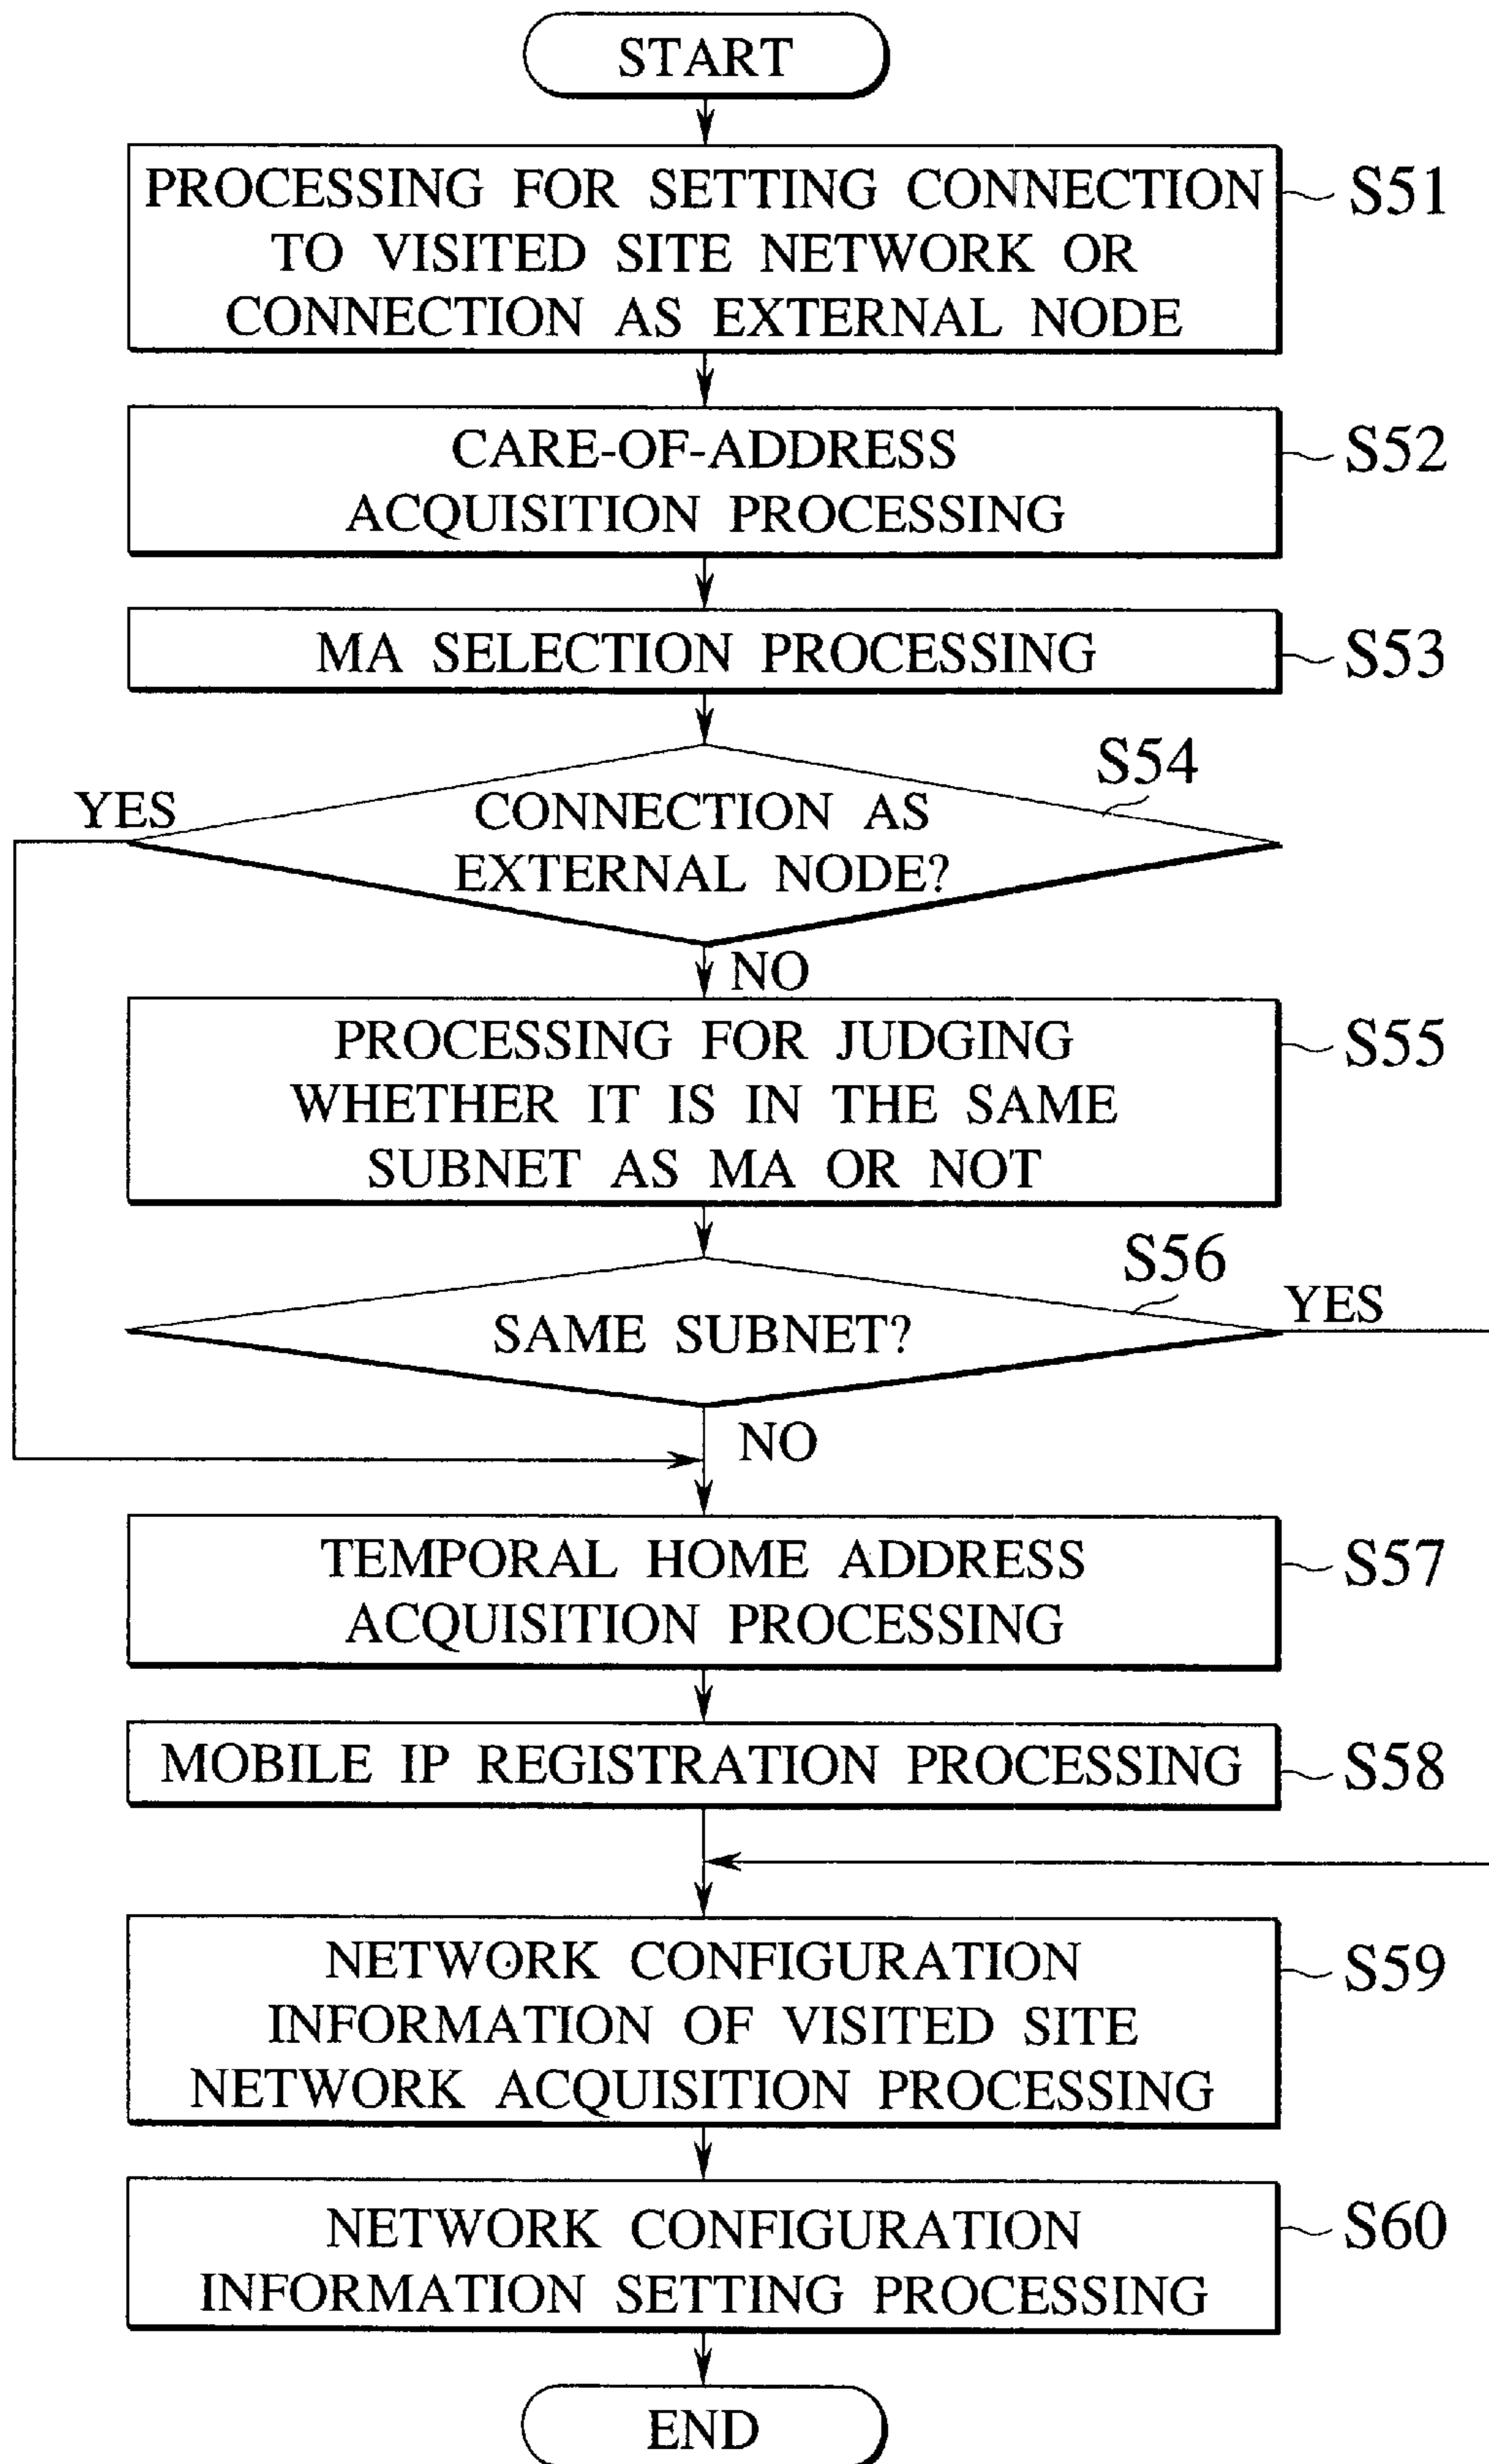 START
PROCESSING FOR SETTING CONNECTION
TO VISITED SITE NETWORK OR
CONNECTION AS EXTERNAL NODE
S51
CARE-OF-ADDRESS
ACQUISITION PROCESSING
S52
MA SELECTION PROCESSING
S53
S54
YES
CONNECTION AS
EXTERNAL NODE?
NO
PROCESSING FOR JUDGING
WHETHER IT IS IN THE SAME
SUBNET AS MA OR NOT
S55
S56
YES
SAME SUBNET?
NO
TEMPORAL HOME ADDRESS
ACQUISITION PROCESSING
S57
MOBILE IP REGISTRATION PROCESSING
S58
NETWORK CONFIGURATION
INFORMATION OF VISITED SITE
NETWORK ACQUISITION PROCESSING
S59
NETWORK CONFIGURATION
INFORMATION SETTING PROCESSING
S60
END